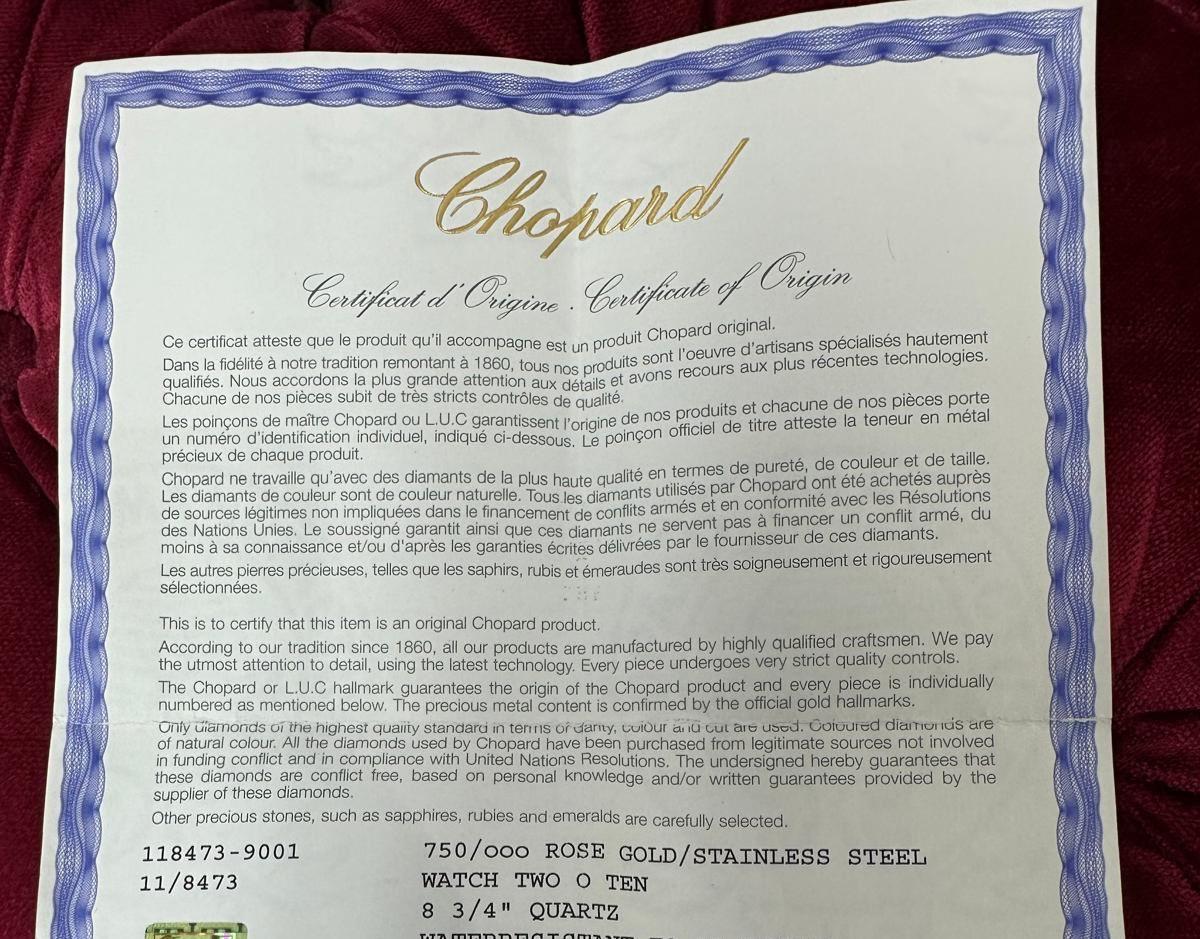 Chopard
Certificat d'Origine . Certificate of Origin
Ce certificat atteste que le produit qu'il accompagne est un produit Chopard original.
Dans la fidélité à notre tradition remontant à 1860, tous nos produits sont l'oeuvre d'artisans spécialisés hautement
qualifiés. Nous accordons la plus grande attention aux détails et avons recours aux plus récentes technologies.
Chacune de nos pièces subit de très stricts contrôles de qualité.
Les poinçons de maître Chopard ou L.U.C garantissent l'origine de nos produits et chacune de nos pièces porte
un numéro d'identification individuel, indiqué ci-dessous. Le poinçon officiel de titre atteste la teneur en métal
précieux de chaque produit.
Chopard ne travaille qu'avec des diamants de la plus haute qualité en termes de pureté, de couleur et de taille.
Les diamants de couleur sont de couleur naturelle. Tous les diamants utilisés par Chopard ont été achetés auprès
de sources légitimes non impliquées dans le financement de conflits armés et en conformité avec les Résolutions
des Nations Unies. Le soussigné garantit ainsi que ces diamants ne servent pas à financer un conflit armé, du
moins à sa connaissance et/ou d'après les garanties écrites délivrées par le fournisseur de ces diamants.
Les autres pierres précieuses, telles que les saphirs, rubis et émeraudes sont très soigneusement et rigoureusement
sélectionnées.
This is to certify that this item is an original Chopard product.
According to our tradition since 1860, all our products are manufactured by highly qualified craftsmen. We pay
the utmost attention to detail, using the latest technology. Every piece undergoes very strict quality controls.
The Chopard or L.U.C hallmark guarantees the origin of the Chopard product and every piece is individually
numbered as mentioned below. The precious metal content is confirmed by the official gold hallmarks.
Only diamonds of the highest quality standard in terms of clarity, colour and cut are used. Coloured diamonds are
of natural colour. All the diamonds used by Chopard have been purchased from legitimate sources not involved
in funding conflict and in compliance with United Nations Resolutions. The undersigned hereby guarantees that
these diamonds are conflict free, based on personal knowledge and/or written guarantees provided by the
supplier of these diamonds.
Other precious stones, such as sapphires, rubies and emeralds are carefully selected.
118473-9001 750/ooo ROSE GOLD/STAINLESS STEEL
11/8473 WATCH TWO O TEN
8 3/4" QUARTZ
WATERRESISTANT